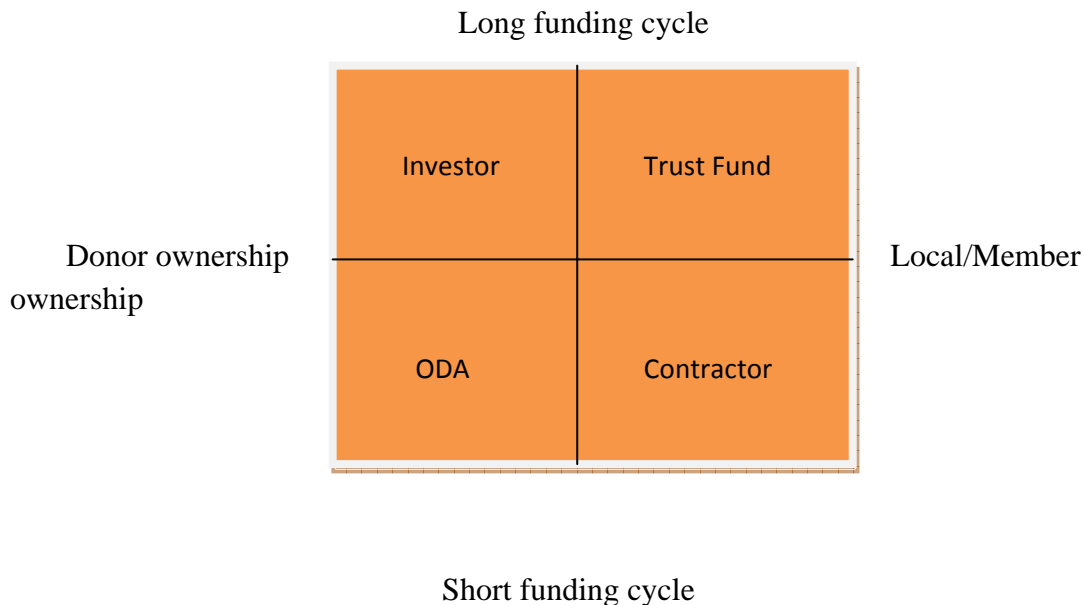 Long funding cycle
Investor Trust Fund
Donor ownership Local/Member
ownership
ODA Contractor
Short funding cycle